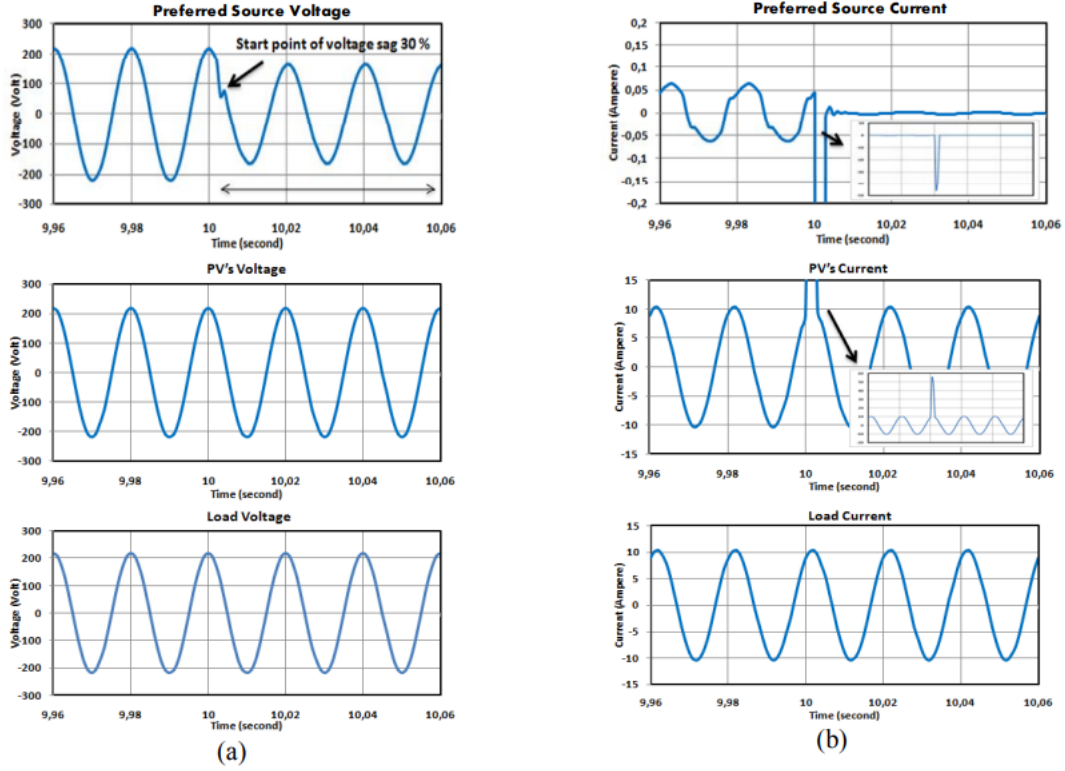 Preferred Source Voltage
Voltage (Volt)
300
200
100
0
-100
-200
-300
Start point of voltage sag 30 %
9,96 9,98 10 10,02 10,04 10,06
Time (second)
PV's Voltage
Voltage (Volt)
300
200
100
0
-100
-200
-300
9,96 9,98 10 10,02 10,04 10,06
Time (second)
Load Voltage
Voltage (Volt)
300
200
100
0
-100
-200
-300
9,96 9,98 10 10,02 10,04 10,06
Time (second)
(a)
Preferred Source Current
Current (Ampere)
0,2
0,15
0,1
0,05
0
-0,05
-0,1
-0,15
-0,2
9,96 9,98 10 10,02 10,04 10,06
Time (second)
PV's Current
Current (Ampere)
15
10
5
0
-5
-10
-15
9,96 9,98 10 10,02 10,04 10,06
Time (second)
Load Current
Current (Ampere)
15
10
5
0
-5
-10
-15
9,96 9,98 10 10,02 10,04 10,06
Time (second)
(b)